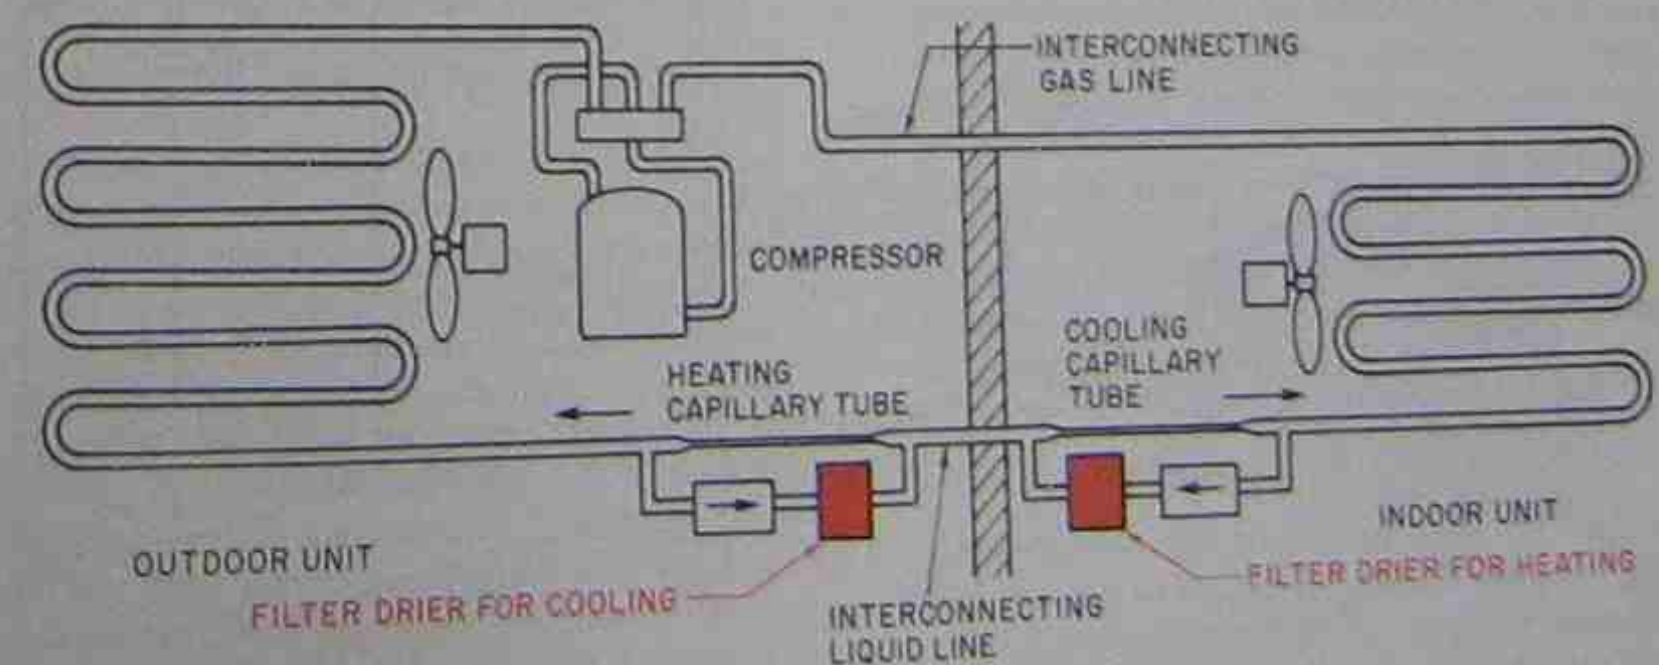 INTERCONNECTING
GAS LINE
COMPRESSOR
COOLING
CAPILLARY
TUBE
HEATING
CAPILLARY TUBE
OUTDOOR UNIT
INDOOR UNIT
FILTER DRIER FOR COOLING
FILTER DRIER FOR HEATING
INTERCONNECTING
LIQUID LINE